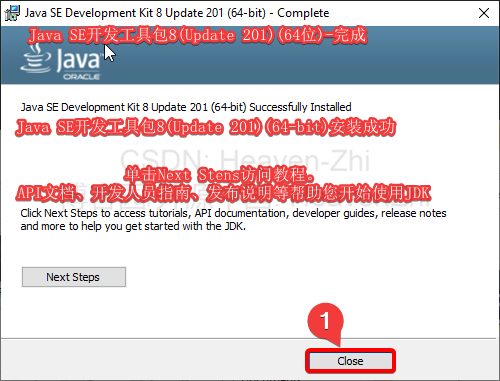 Java SE Development Kit 8 Update 201 (64-bit) - Complete
Java SE开发工具包8(Update 201)(64位)-完成
Java
ORACLE
Java SE Development Kit 8 Update 201 (64-bit) Successfully Installed
Java SE开发工具包8(Update 201)(64-bit)安装成功
CSDN: Heaven-Zhi
单击Next Stens访问教程。
API文档、开发人员指南、发布说明等帮助您开始使用JDK
Click Next Steps to access tutorials, API documentation, developer guides, release notes
and more to help you get started with the JDK.
Next Steps
1
Close